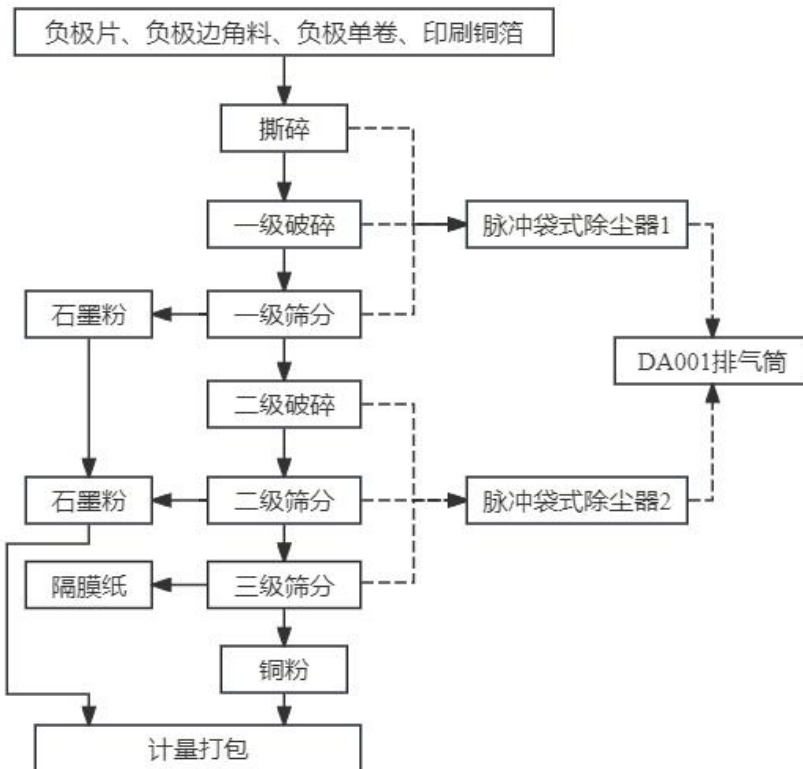 负极片、负极边角料、负极单卷、印刷铜箔
撕碎
一级破碎
脉冲袋式除尘器1
石墨粉
一级筛分
DA001排气筒
二级破碎
石墨粉
二级筛分
脉冲袋式除尘器2
隔膜纸
三级筛分
铜粉
计量打包